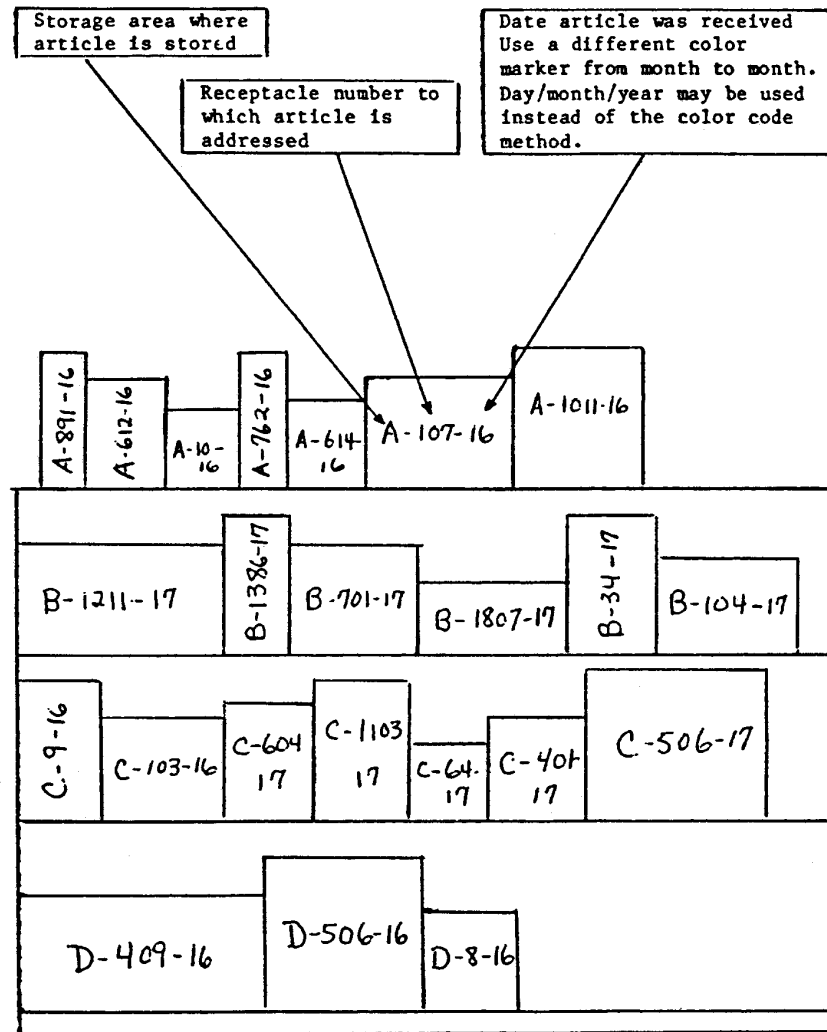 Storage area where
article is stored
Receptacle number to
which article is
addressed
Date article was received
Use a different color
marker from month to month.
Day/month/year may be used
instead of the color code
method.
A-891-16
A-612-16
A-10-
16
A-762-16
A-614-
16
A-107-16
A-1011-16
B-1211-17
B-1386-17
B-701-17
B-1807-17
B-34-17
B-104-17
C-9-16
C-103-16
C-604
17
C-1103
17
C-64-
17
C-401
17
C-506-17
D-409-16
D-506-16
D-8-16